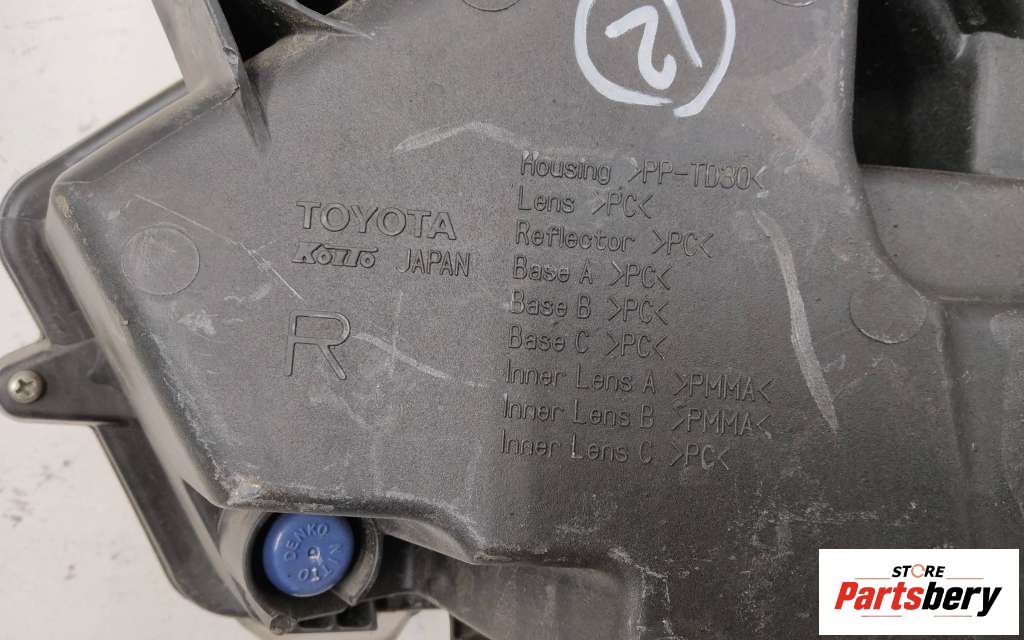 12
TOYOTA
KOITO JAPAN
R
Housing >PP-TD30<
Lens >PC<
Reflector >PC<
Base A >PC<
Base B >PC<
Base C >PC<
Inner Lens A >PMMA<
Inner Lens B >PMMA<
Inner Lens C >PC<
NITTO DENKO
STORE
Partsbery